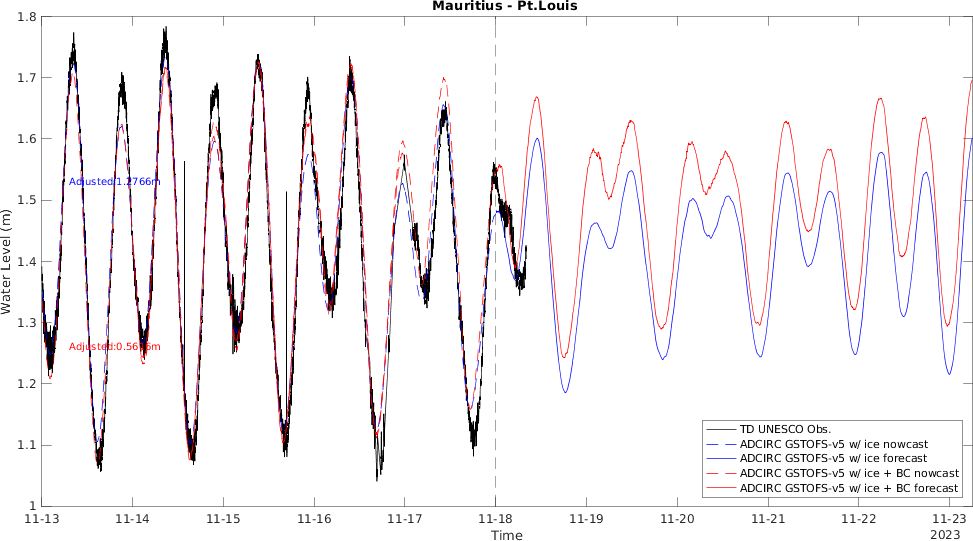 Mauritius - Pt.Louis
1.8
1.7
1.6
1.5
1.4
1.3
1.2
1.1
1
Water Level (m)
Adjusted:1.2766m
TD UNESCO Obs.
ADCIRC GSTOFS-v5 w/ ice nowcast
ADCIRC GSTOFS-v5 w/ ice forecast
ADCIRC GSTOFS-v5 w/ ice + BC nowcast
ADCIRC GSTOFS-v5 w/ ice + BC forecast
11-13
11-14
11-15
11-16
11-17
11-18
11-19
11-20
11-21
11-22
11-23
2023
Time